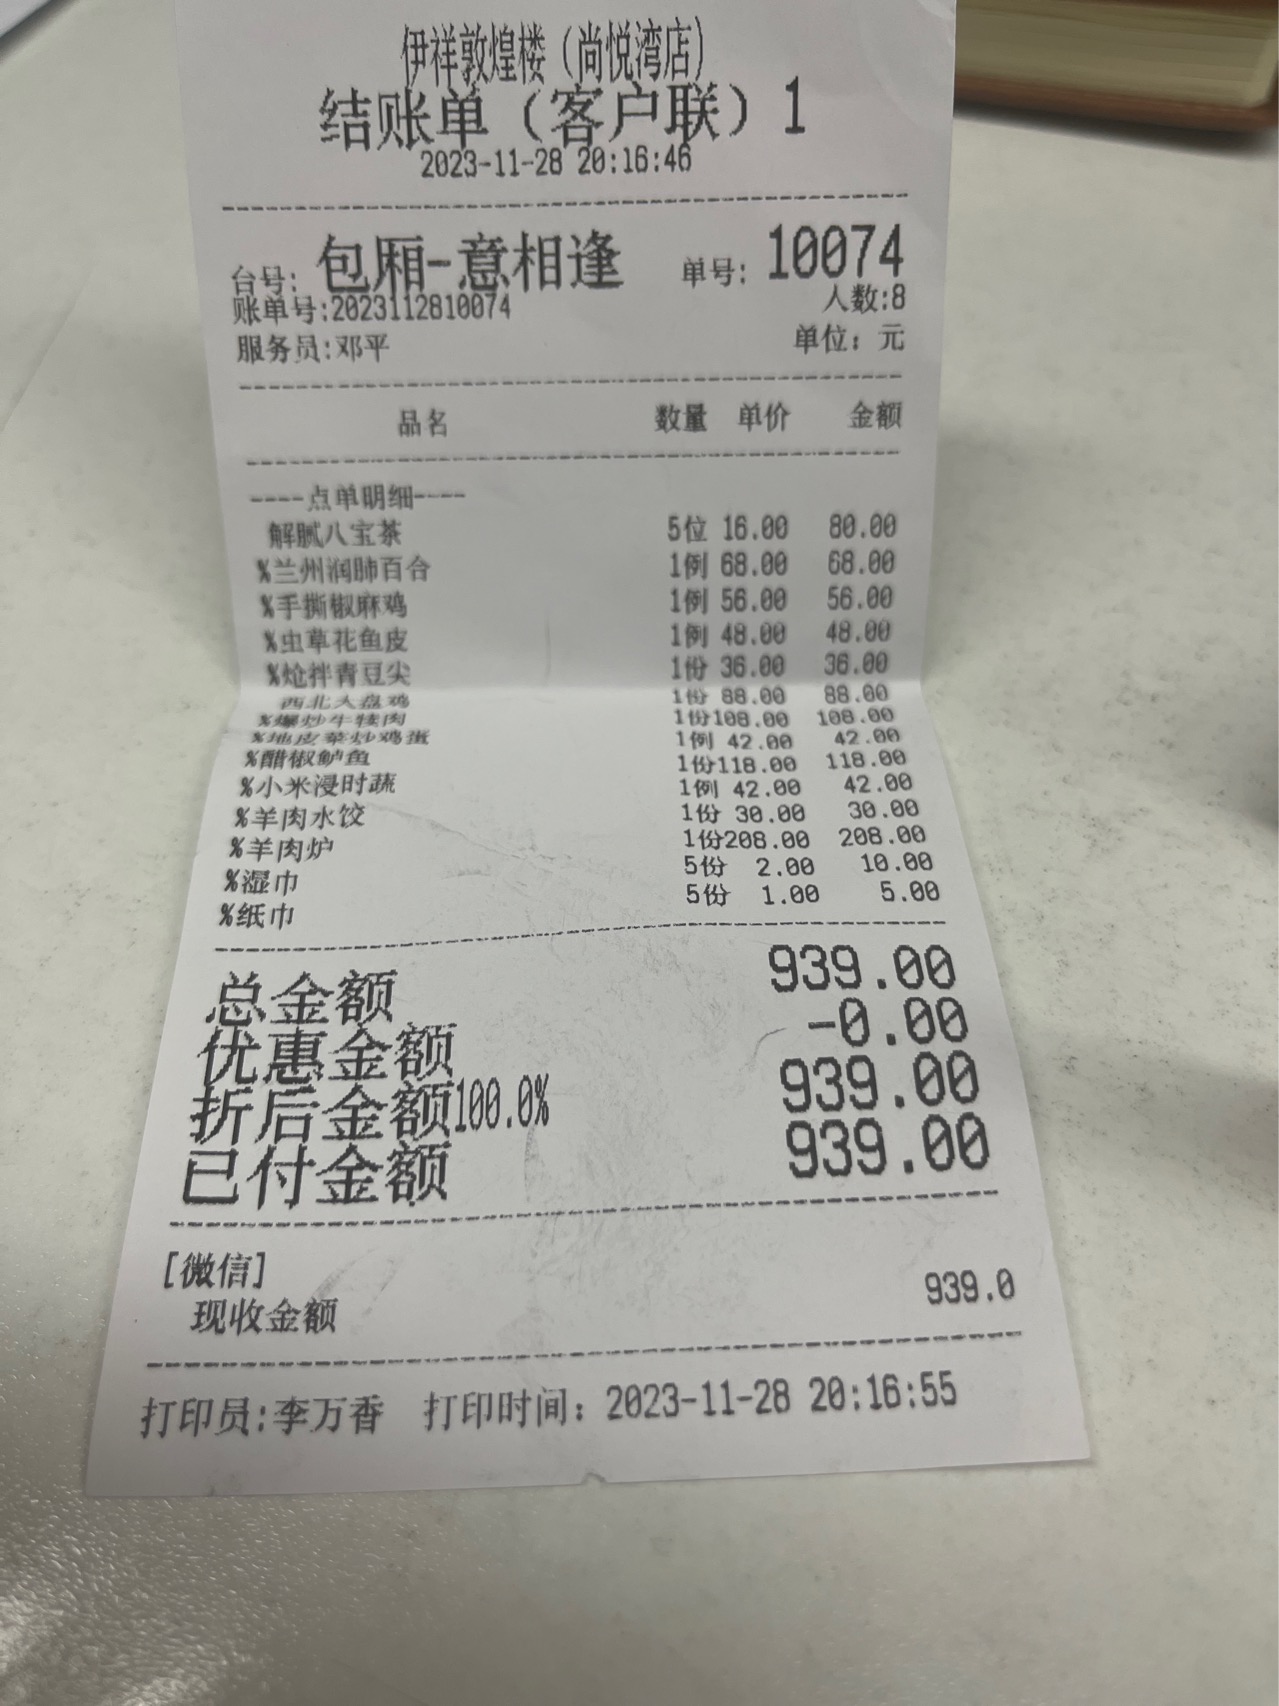 伊祥敦煌楼（尚悦湾店）
结账单（客户联）1
2023-11-28 20:16:46
台号: 包厢-意相逢 单号: 10074
账单号:2023112810074 人数:8
服务员:邓平 单位: 元
品名 数量 单价 金额
----点单明细----
解腻八宝茶 5位 16.00 80.00
%兰州润肺百合 1例 68.00 68.00
%手撕椒麻鸡 1例 56.00 56.00
%虫草花鱼皮 1例 48.00 48.00
%炝拌青豆尖 1份 36.00 36.00
西北大盘鸡 1份 88.00 88.00
%爆炒牛犊肉 1份108.00 108.00
%地皮菜炒鸡蛋 1例 42.00 42.00
%醋椒鲈鱼 1份118.00 118.00
%小米浸时蔬 1例 42.00 42.00
%羊肉水饺 1份 30.00 30.00
%羊肉炉 1份208.00 208.00
%湿巾 5份 2.00 10.00
%纸巾 5份 1.00 5.00
总金额 939.00
优惠金额 -0.00
折后金额100.0% 939.00
已付金额 939.00
[微信]
现收金额 939.0
打印员:李万香 打印时间: 2023-11-28 20:16:55